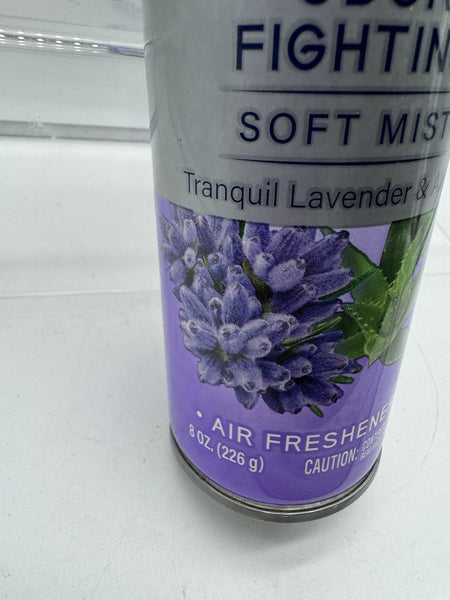 FIGHTIN
SOFT MIST
Tranquil Lavender &
• AIR FRESHENE
8 OZ. (226 g)
CAUTION: